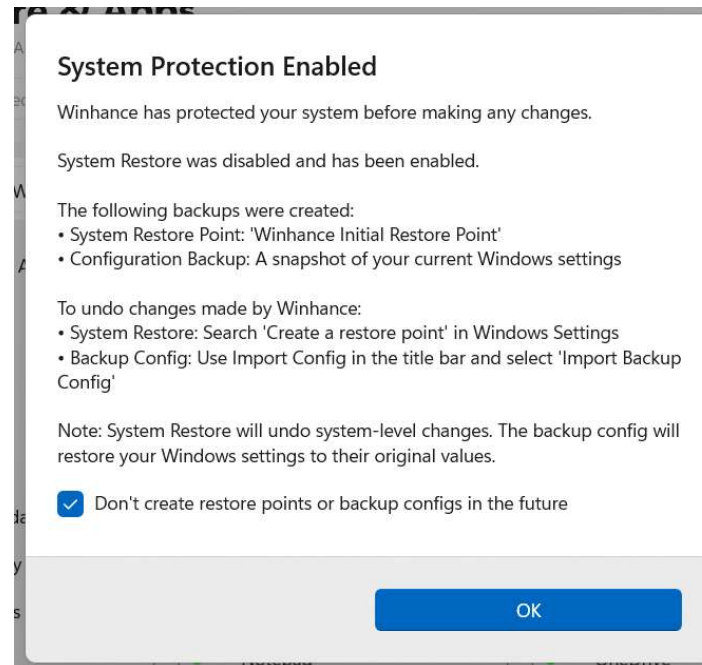 re & Apps
System Protection Enabled
Winhance has protected your system before making any changes.
System Restore was disabled and has been enabled.
The following backups were created:
• System Restore Point: 'Winhance Initial Restore Point'
• Configuration Backup: A snapshot of your current Windows settings
To undo changes made by Winhance:
• System Restore: Search 'Create a restore point' in Windows Settings
• Backup Config: Use Import Config in the title bar and select 'Import Backup
Config'
Note: System Restore will undo system-level changes. The backup config will
restore your Windows settings to their original values.
Don't create restore points or backup configs in the future
OK
Notepad
OneDrive